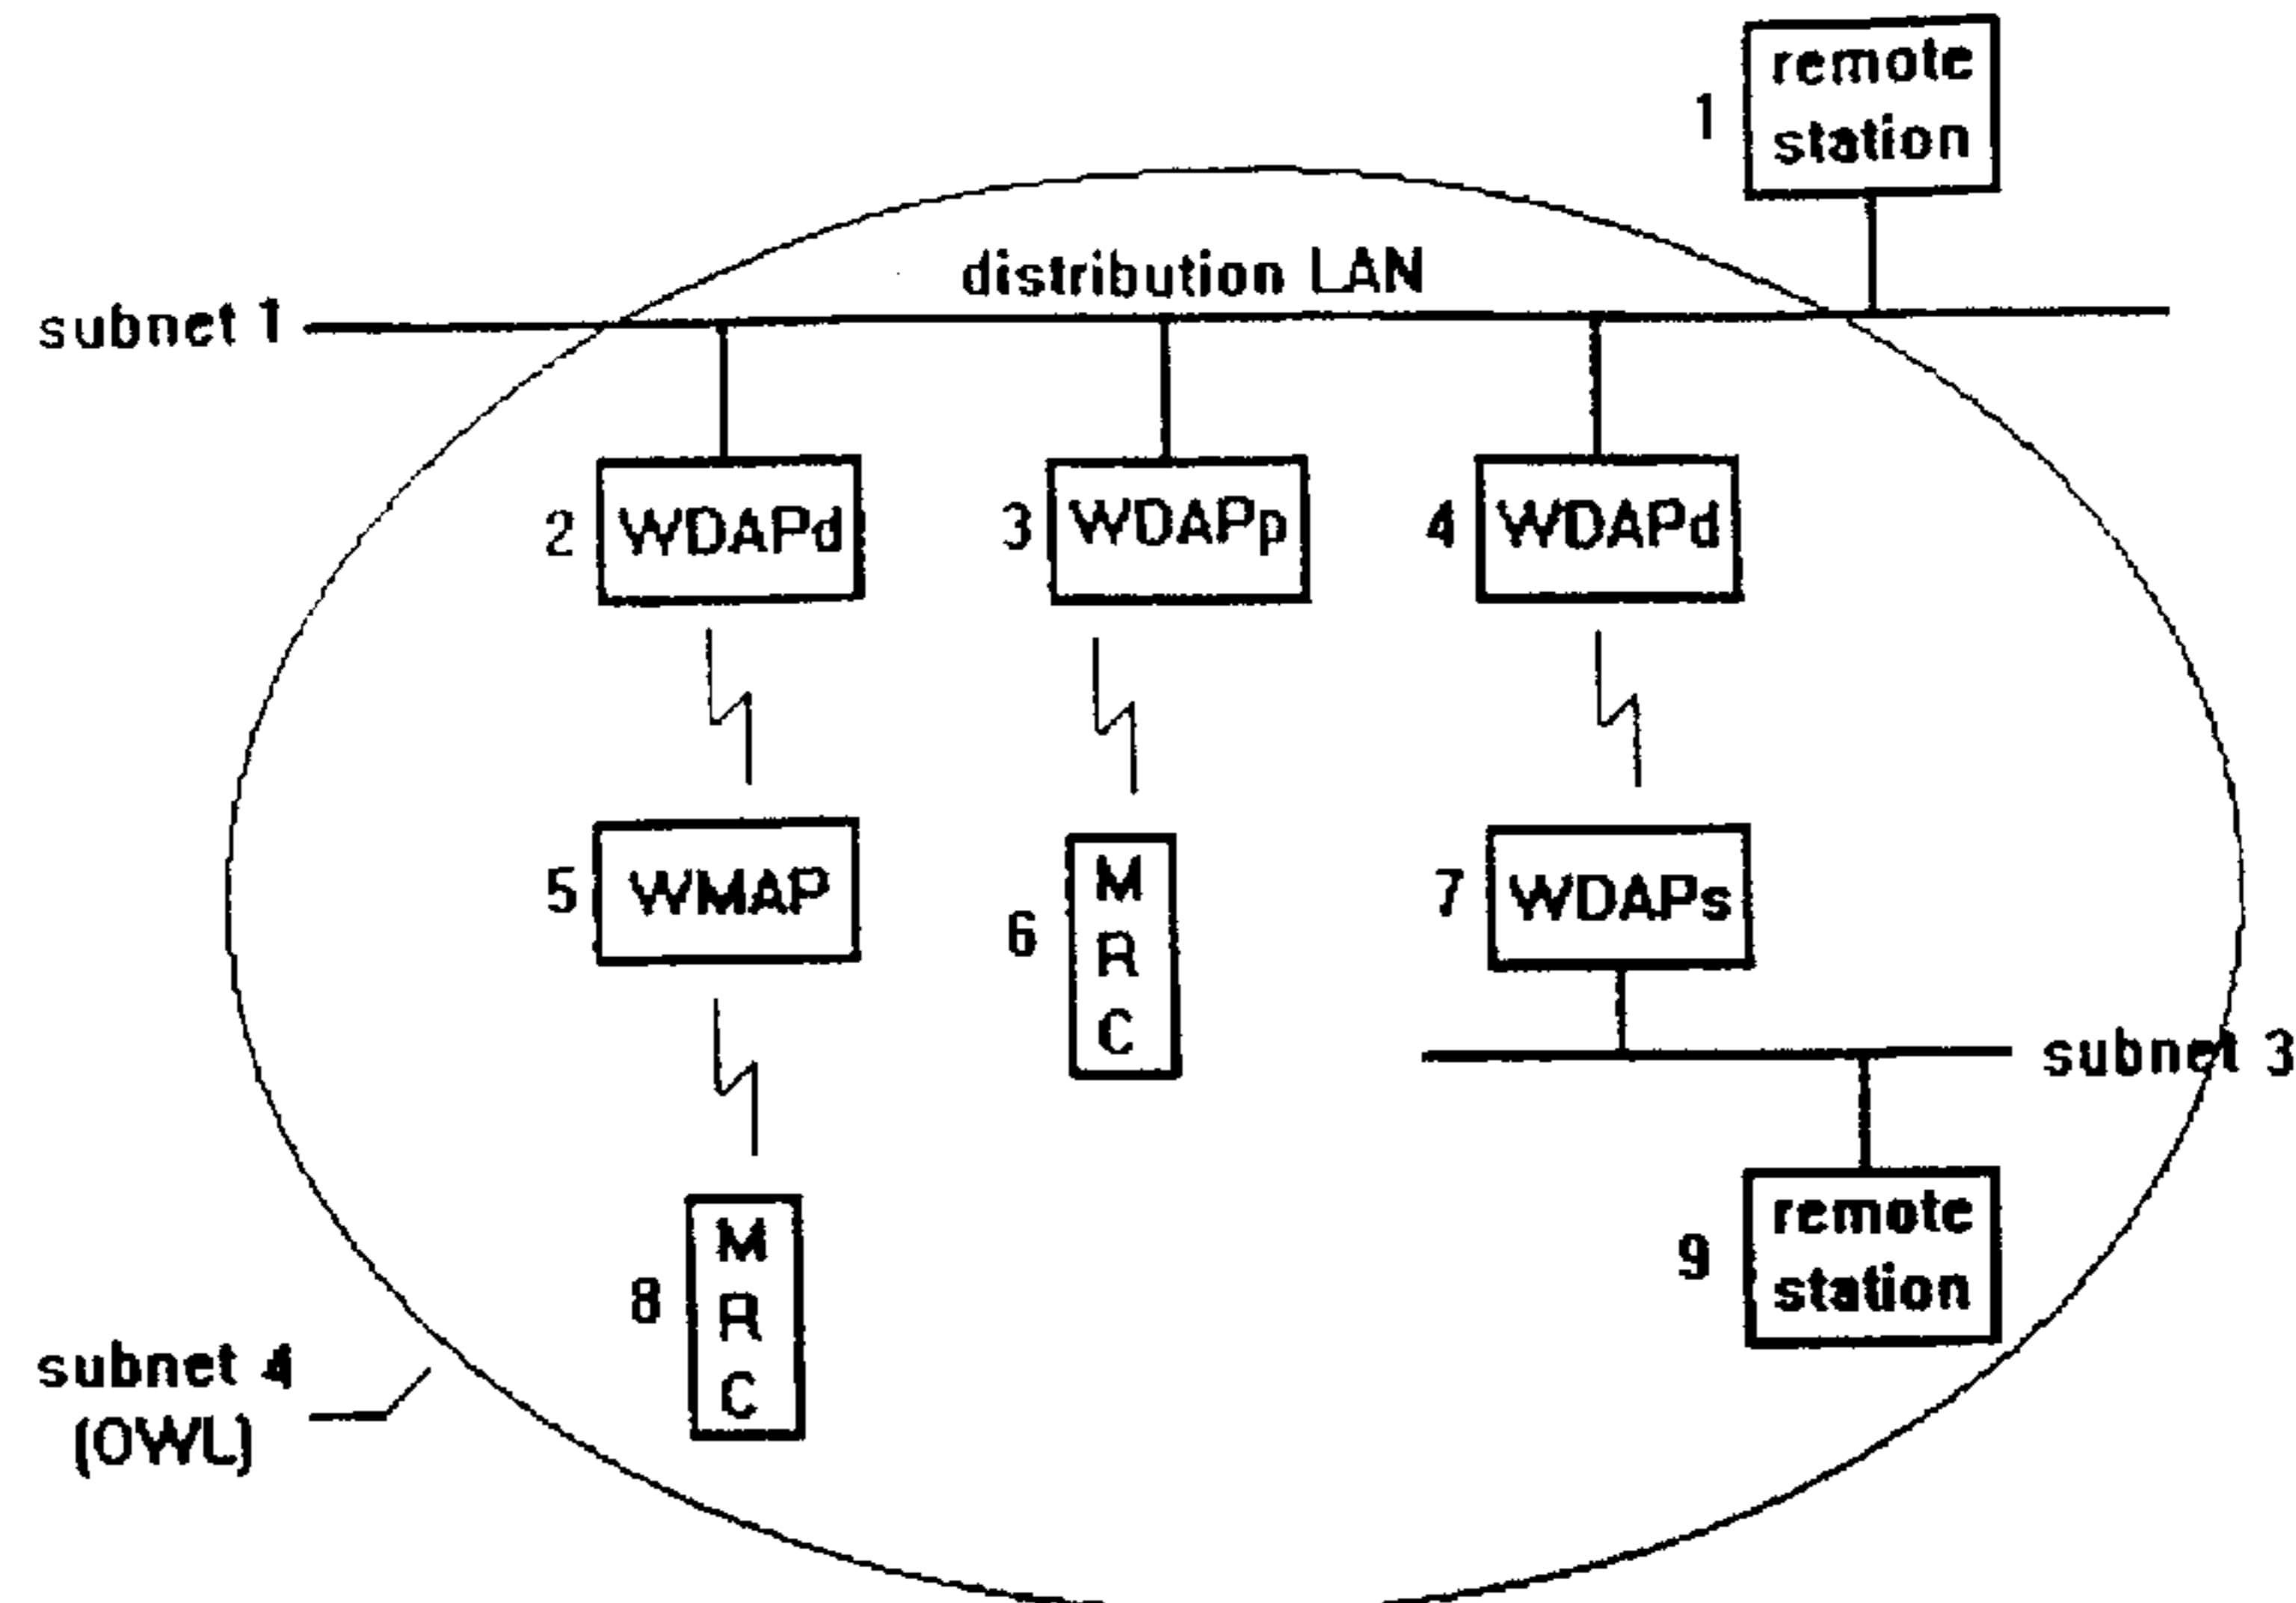 remote
1
station
distribution LAN
subnet 1
2 WDAPd
3 WDAPp
4 WDAPd
5 WMAP
6
M
R
C
7 WDAPs
subnet 3
8
M
R
C
9
remote
station
subnet 4
(OWL)